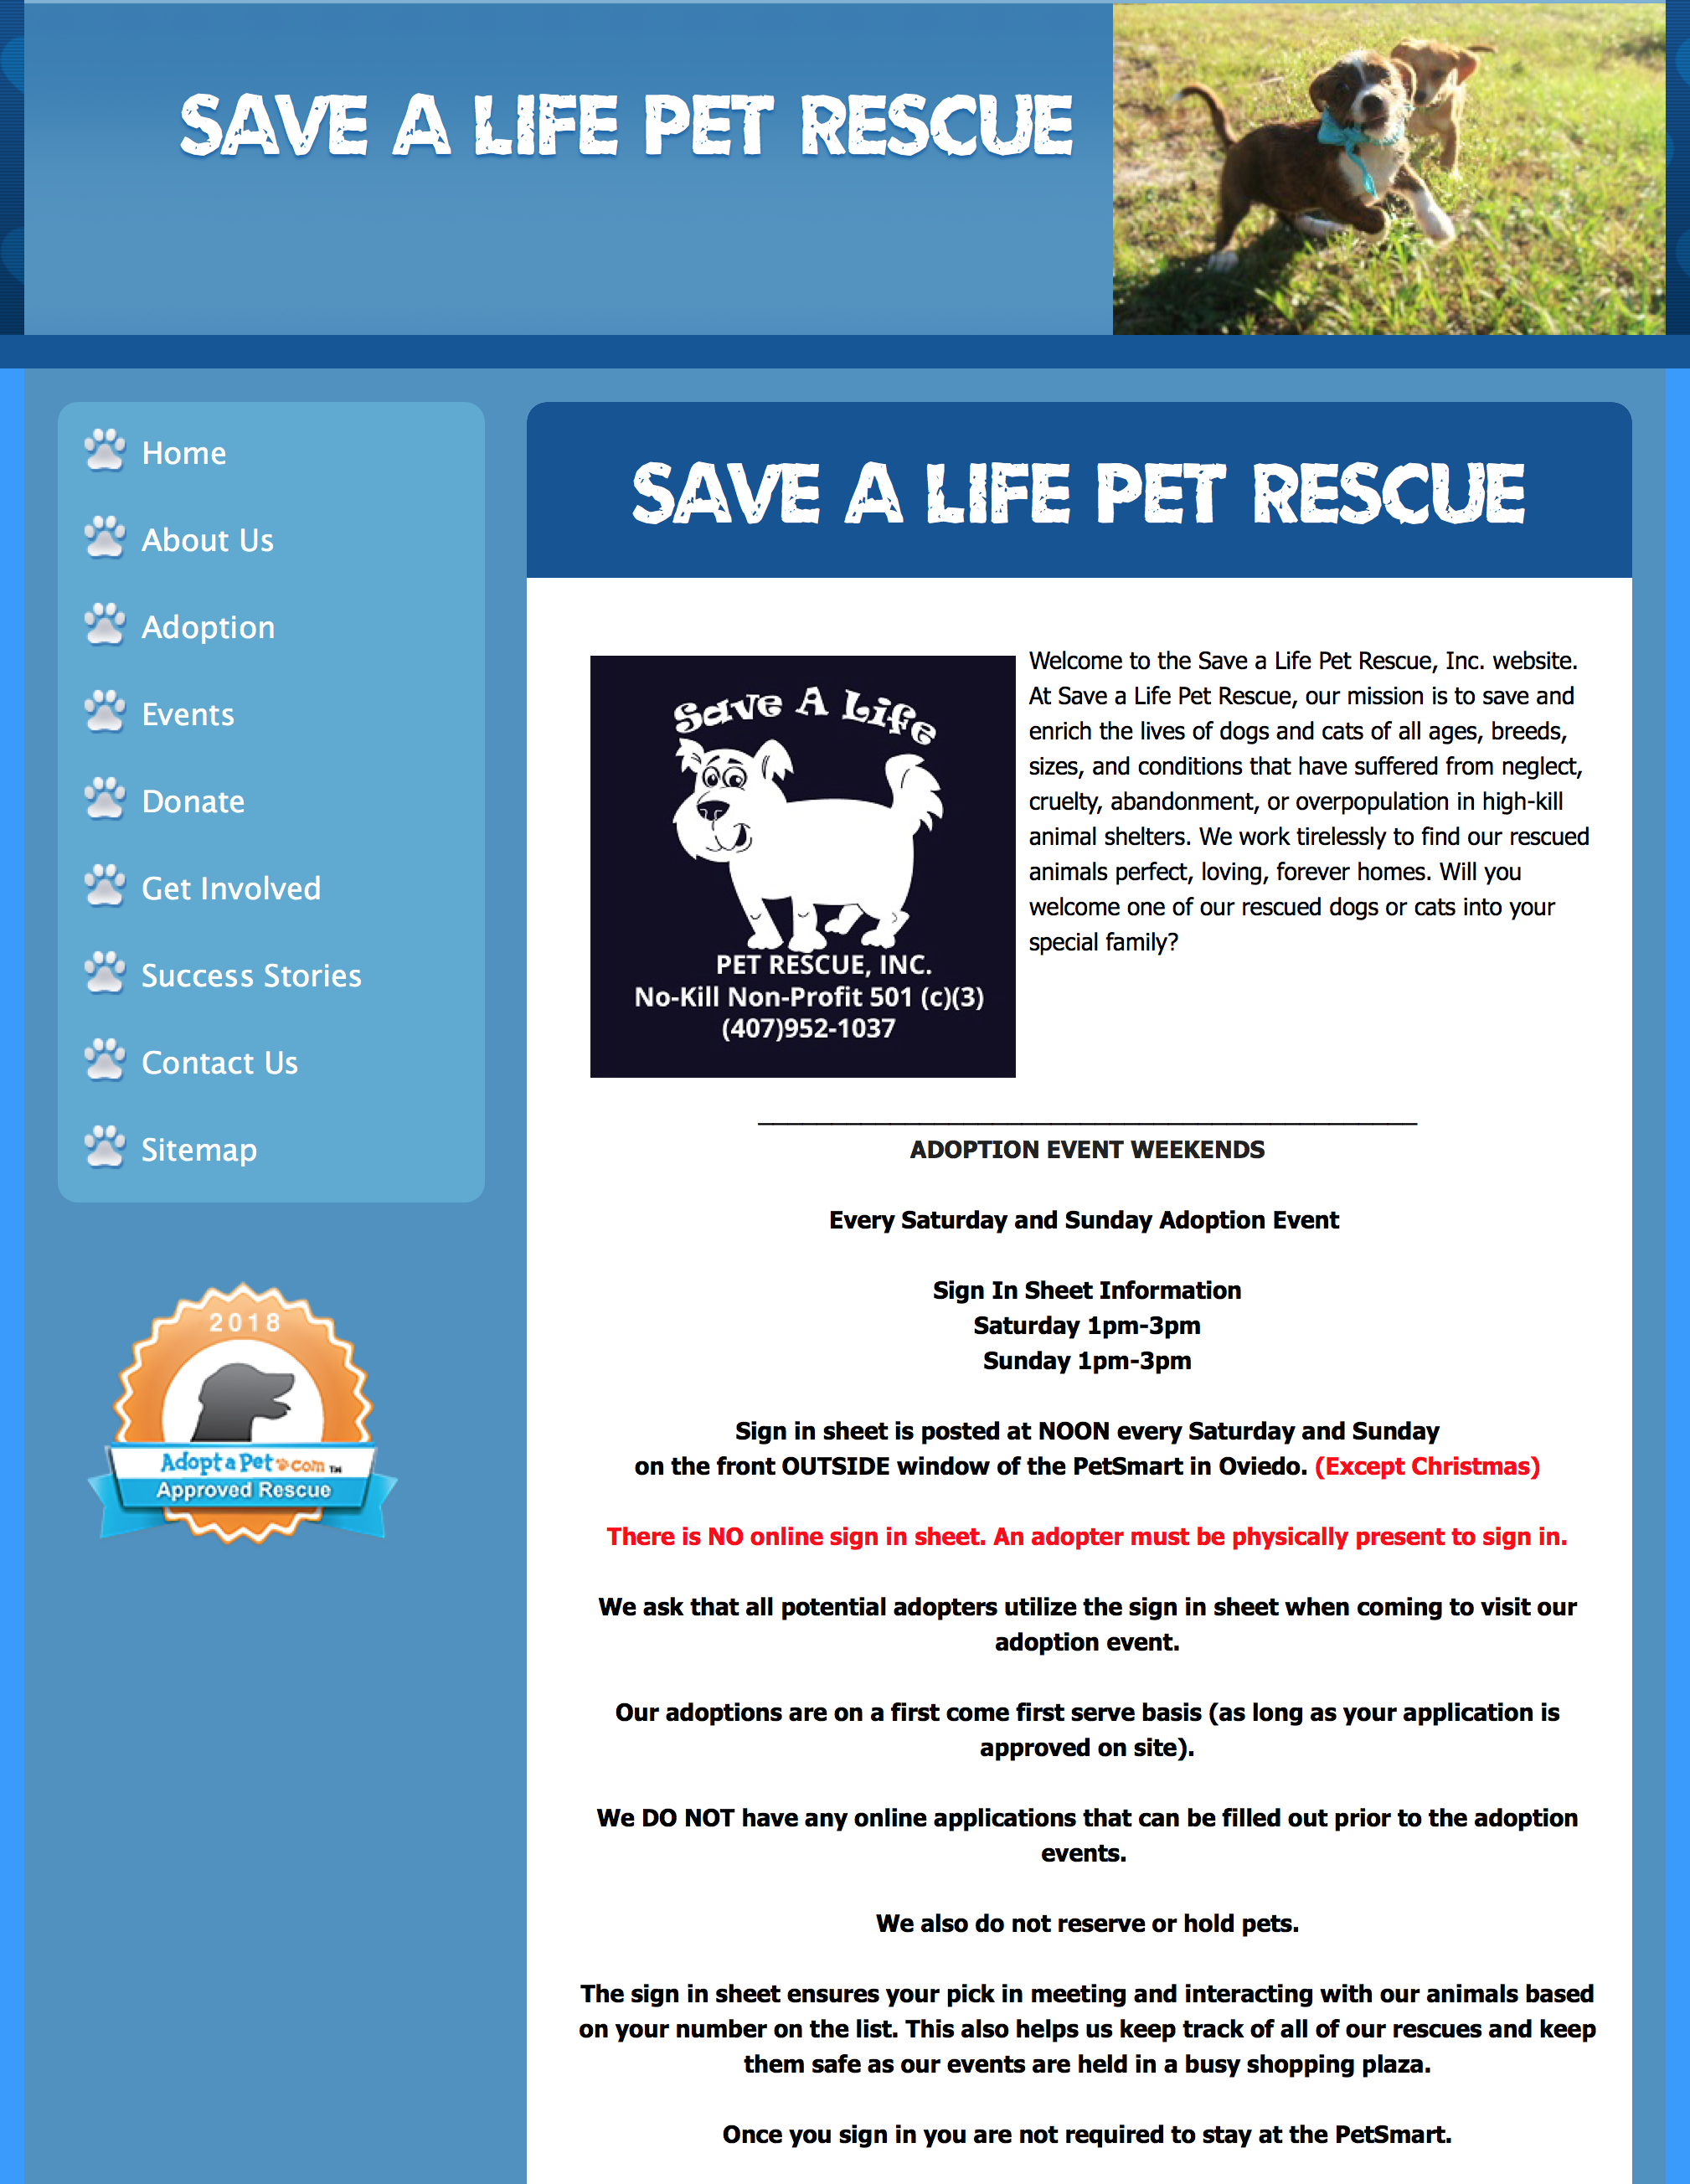 SAVE A LIFE PET RESCUE
Home
About Us
Adoption
Events
Donate
Get Involved
Success Stories
Contact Us
Sitemap
2018
Adopt a Pet.com TM
Approved Rescue
SAVE A LIFE PET RESCUE
Save A Life
PET RESCUE, INC.
No-Kill Non-Profit 501 (c)(3)
(407)952-1037
Welcome to the Save a Life Pet Rescue, Inc. website.
At Save a Life Pet Rescue, our mission is to save and
enrich the lives of dogs and cats of all ages, breeds,
sizes, and conditions that have suffered from neglect,
cruelty, abandonment, or overpopulation in high-kill
animal shelters. We work tirelessly to find our rescued
animals perfect, loving, forever homes. Will you
welcome one of our rescued dogs or cats into your
special family?
ADOPTION EVENT WEEKENDS
Every Saturday and Sunday Adoption Event
Sign In Sheet Information
Saturday 1pm-3pm
Sunday 1pm-3pm
Sign in sheet is posted at NOON every Saturday and Sunday
on the front OUTSIDE window of the PetSmart in Oviedo. (Except Christmas)
There is NO online sign in sheet. An adopter must be physically present to sign in.
We ask that all potential adopters utilize the sign in sheet when coming to visit our
adoption event.
Our adoptions are on a first come first serve basis (as long as your application is
approved on site).
We DO NOT have any online applications that can be filled out prior to the adoption
events.
We also do not reserve or hold pets.
The sign in sheet ensures your pick in meeting and interacting with our animals based
on your number on the list. This also helps us keep track of all of our rescues and keep
them safe as our events are held in a busy shopping plaza.
Once you sign in you are not required to stay at the PetSmart.